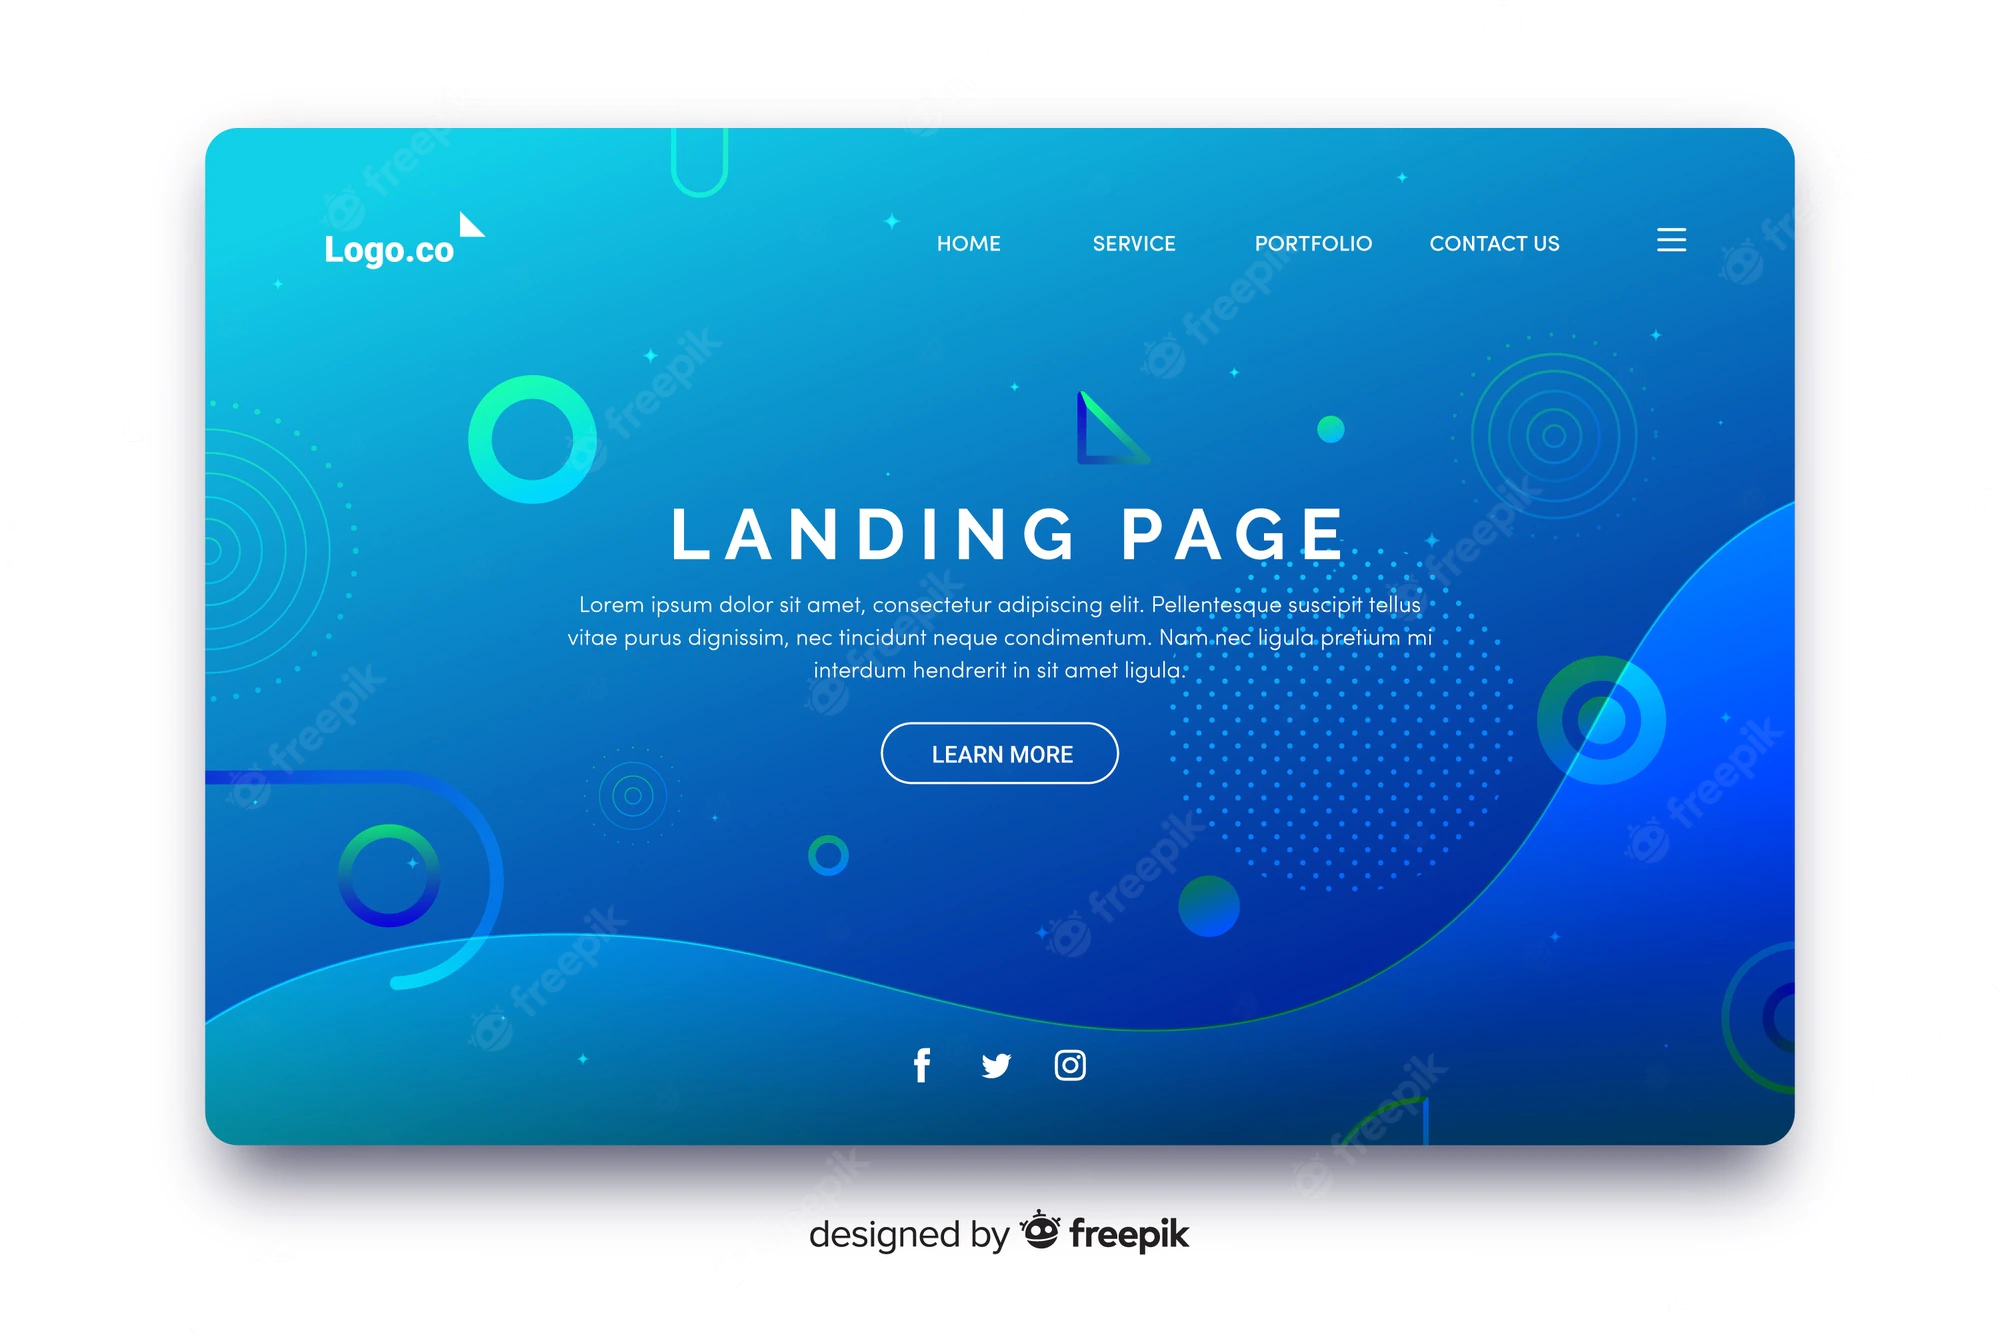 Logo.co
HOME SERVICE PORTFOLIO CONTACT US
LANDING PAGE
Lorem ipsum dolor sit amet, consectetur adipiscing elit. Pellentesque suscipit tellus
vitae purus dignissim, nec tincidunt neque condimentum. Nam nec ligula pretium mi
interdum hendrerit in sit amet ligula.
LEARN MORE
designed by freepik